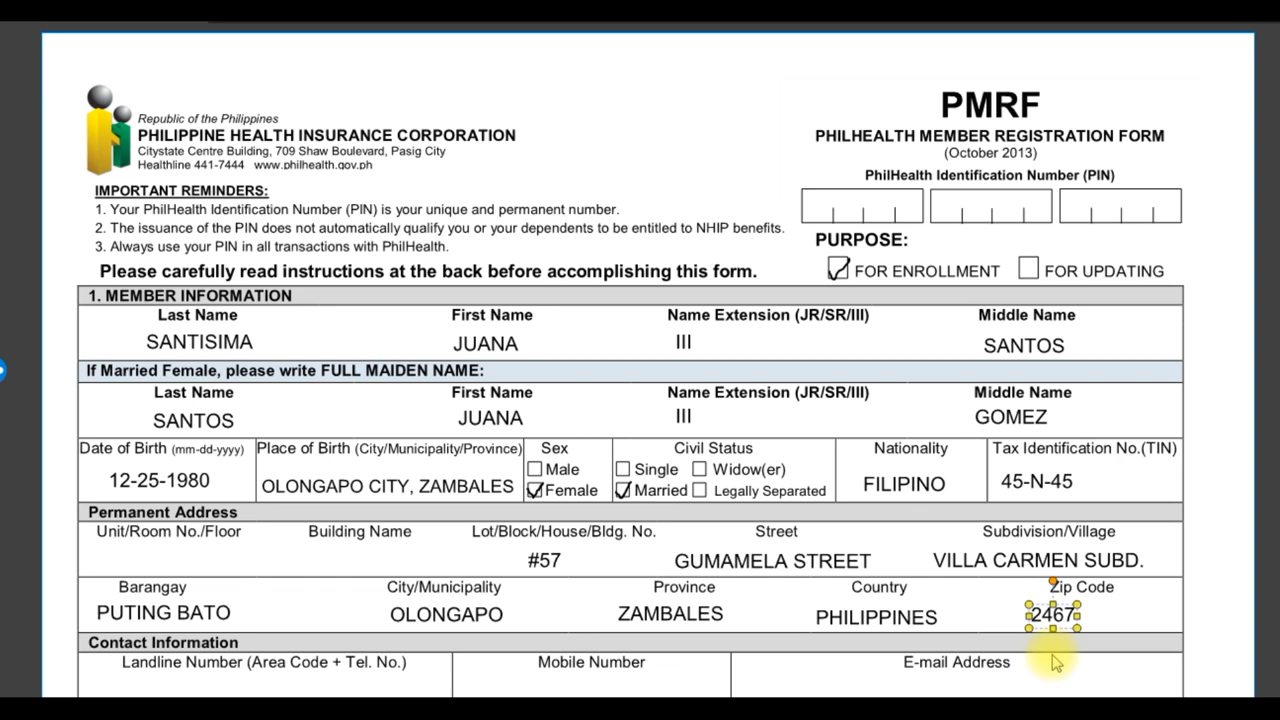 Republic of the Philippines
PHILIPPINE HEALTH INSURANCE CORPORATION
Citystate Centre Building, 709 Shaw Boulevard, Pasig City
Healthline 441-7444 www.philhealth.gov.ph
PMRF
PHILHEALTH MEMBER REGISTRATION FORM
(October 2013)
PhilHealth Identification Number (PIN)
IMPORTANT REMINDERS:
1. Your PhilHealth Identification Number (PIN) is your unique and permanent number.
2. The issuance of the PIN does not automatically qualify you or your dependents to be entitled to NHIP benefits.
3. Always use your PIN in all transactions with PhilHealth.
PURPOSE:
Please carefully read instructions at the back before accomplishing this form.
FOR ENROLLMENT FOR UPDATING
1. MEMBER INFORMATION
Last Name First Name Name Extension (JR/SR/III) Middle Name
SANTISIMA JUANA III SANTOS
If Married Female, please write FULL MAIDEN NAME:
Last Name First Name Name Extension (JR/SR/III) Middle Name
SANTOS JUANA III GOMEZ
Date of Birth (mm-dd-yyyy) Place of Birth (City/Municipality/Province) Sex Civil Status Nationality Tax Identification No.(TIN)
Male Single Widow(er)
12-25-1980 OLONGAPO CITY, ZAMBALES Female Married Legally Separated FILIPINO 45-N-45
Permanent Address
Unit/Room No./Floor Building Name Lot/Block/House/Bldg. No. Street Subdivision/Village
#57 GUMAMELA STREET VILLA CARMEN SUBD.
Barangay City/Municipality Province Country Zip Code
PUTING BATO OLONGAPO ZAMBALES PHILIPPINES 2467
Contact Information
Landline Number (Area Code + Tel. No.) Mobile Number E-mail Address